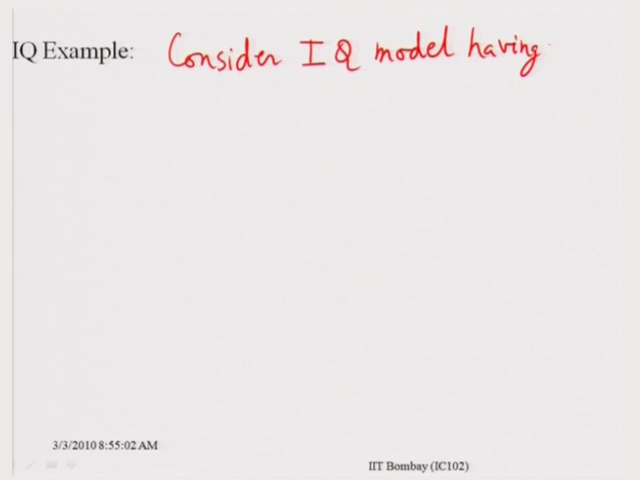 IQ Example: Consider IQ model having
3/3/2010 8:55:02 AM
IIT Bombay (IC102)